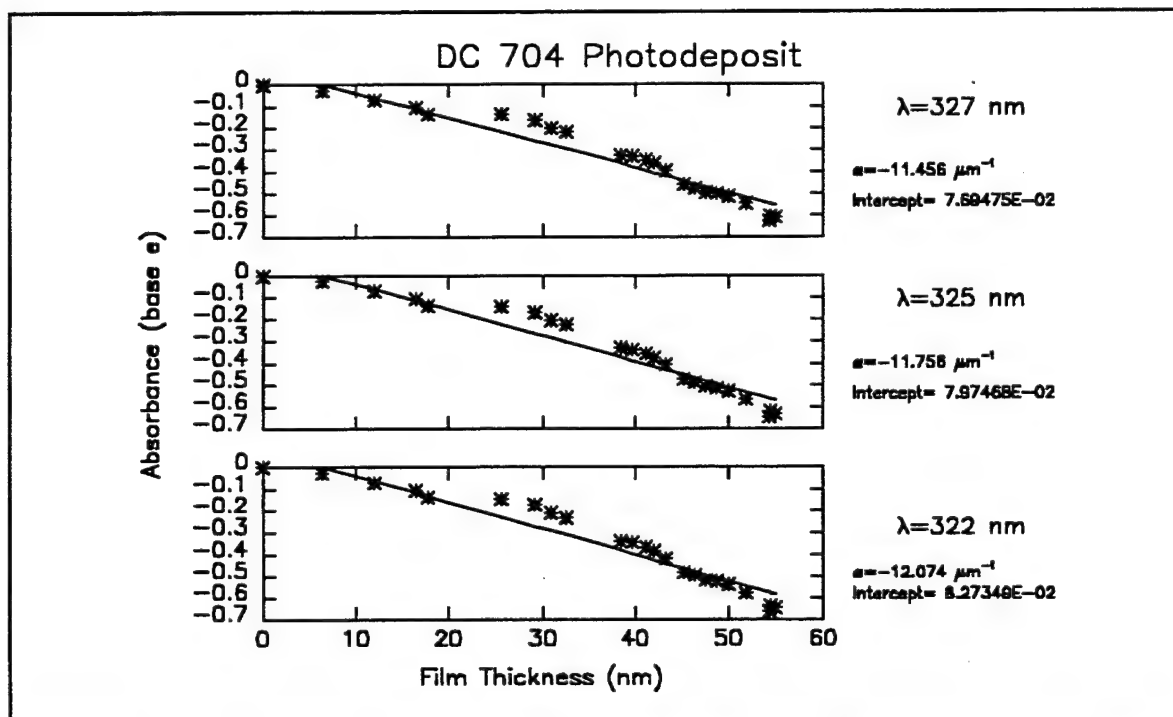 DC 704 Photodeposit
0
-0.1
-0.2
-0.3
-0.4
-0.5
-0.6
-0.7
λ=327 nm
α=-11.456 μm⁻¹
Intercept= 7.69475E-02
0
-0.1
-0.2
-0.3
-0.4
-0.5
-0.6
-0.7
λ=325 nm
α=-11.756 μm⁻¹
Intercept= 7.97468E-02
Absorbance (base e)
0
-0.1
-0.2
-0.3
-0.4
-0.5
-0.6
-0.7
λ=322 nm
α=-12.074 μm⁻¹
Intercept= 8.27349E-02
0 10 20 30 40 50 60
Film Thickness (nm)